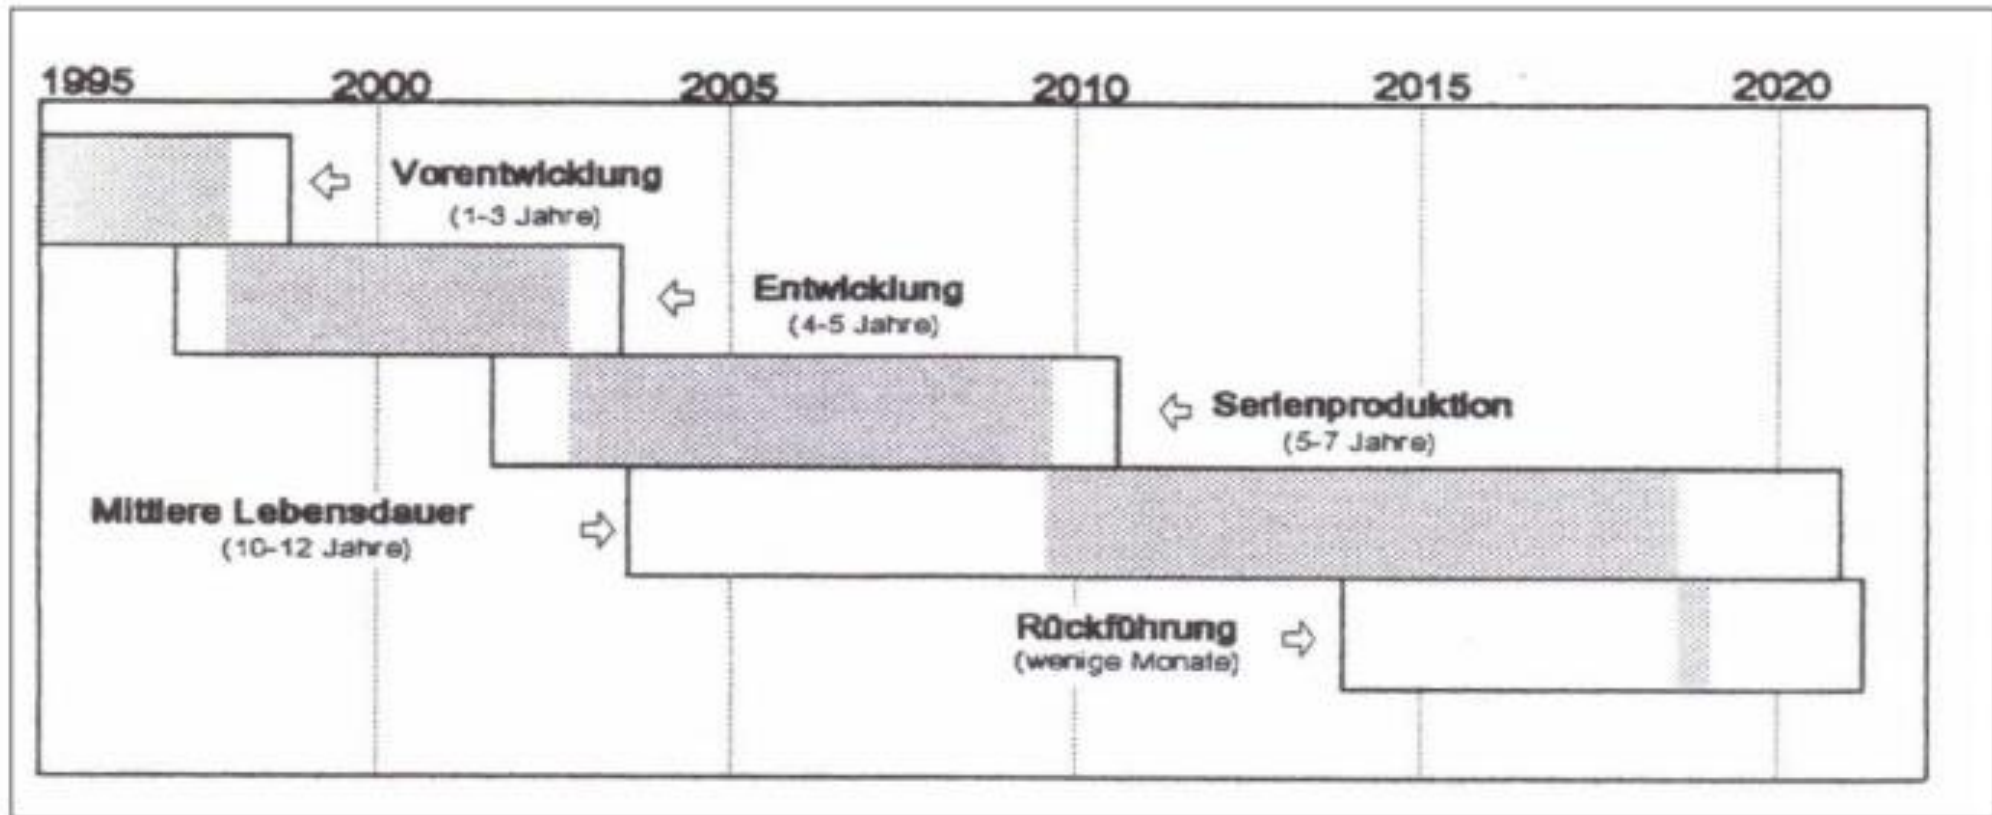 1995 2000 2005 2010 2015 2020
Vorentwicklung
(1-3 Jahre)
Entwicklung
(4-5 Jahre)
Serienproduktion
(5-7 Jahre)
Mittlere Lebensdauer
(10-12 Jahre)
Rückführung
(wenige Monate)